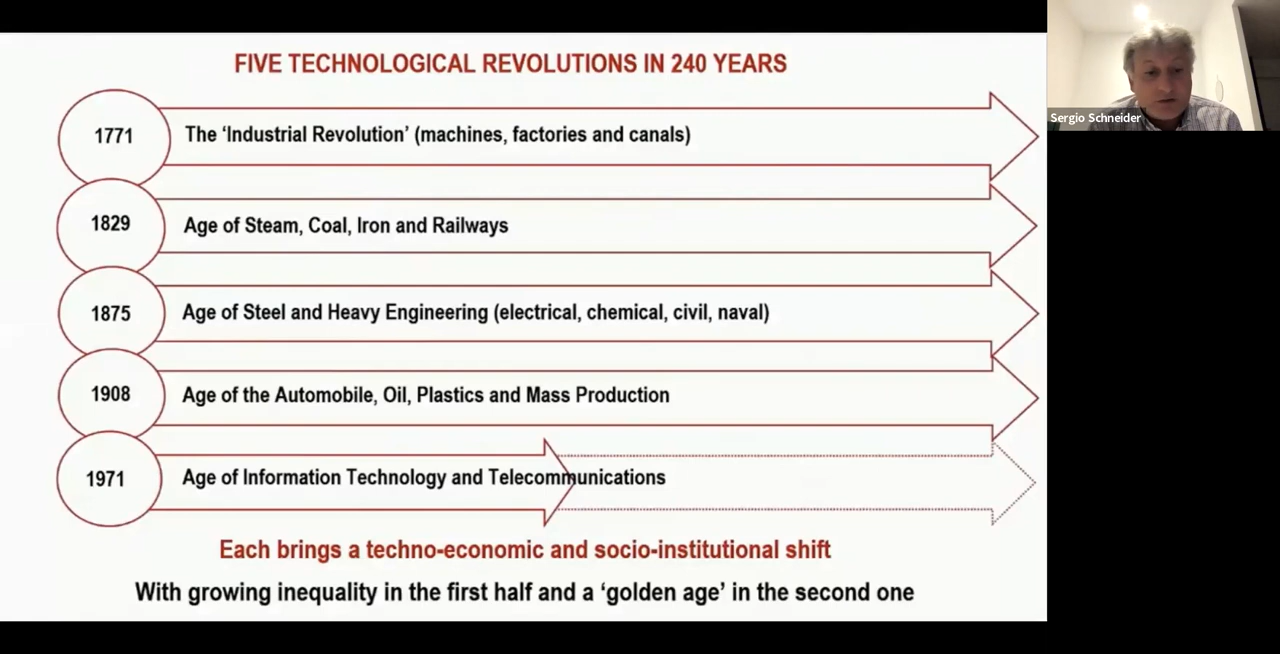 FIVE TECHNOLOGICAL REVOLUTIONS IN 240 YEARS
Sergio Schneider
1771
The ‘Industrial Revolution’ (machines, factories and canals)
1829
Age of Steam, Coal, Iron and Railways
1875
Age of Steel and Heavy Engineering (electrical, chemical, civil, naval)
1908
Age of the Automobile, Oil, Plastics and Mass Production
1971
Age of Information Technology and Telecommunications
Each brings a techno-economic and socio-institutional shift
With growing inequality in the first half and a ‘golden age’ in the second one